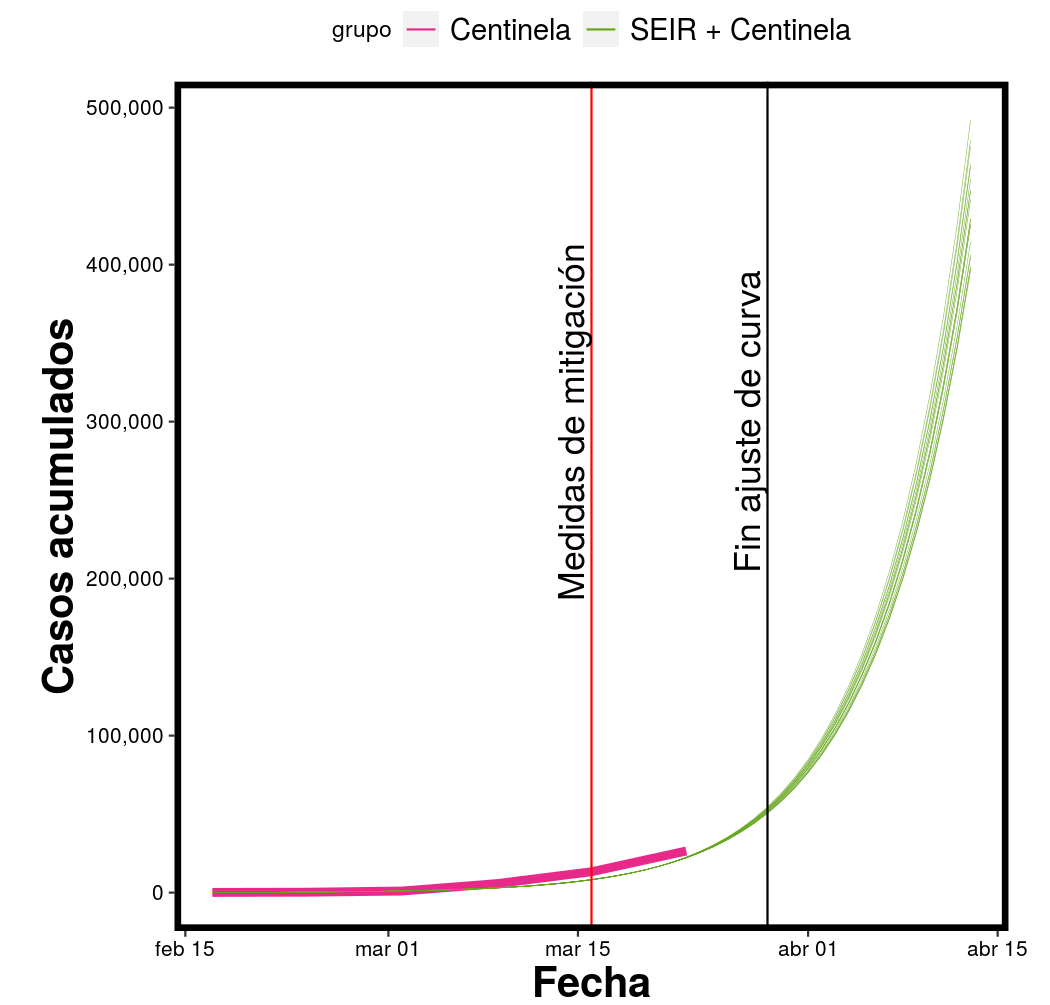 grupo Centinela SEIR + Centinela
500,000
400,000
300,000
200,000
100,000
0
Casos acumulados
Medidas de mitigación
Fin ajuste de curva
feb 15 mar 01 mar 15 abr 01 abr 15
Fecha